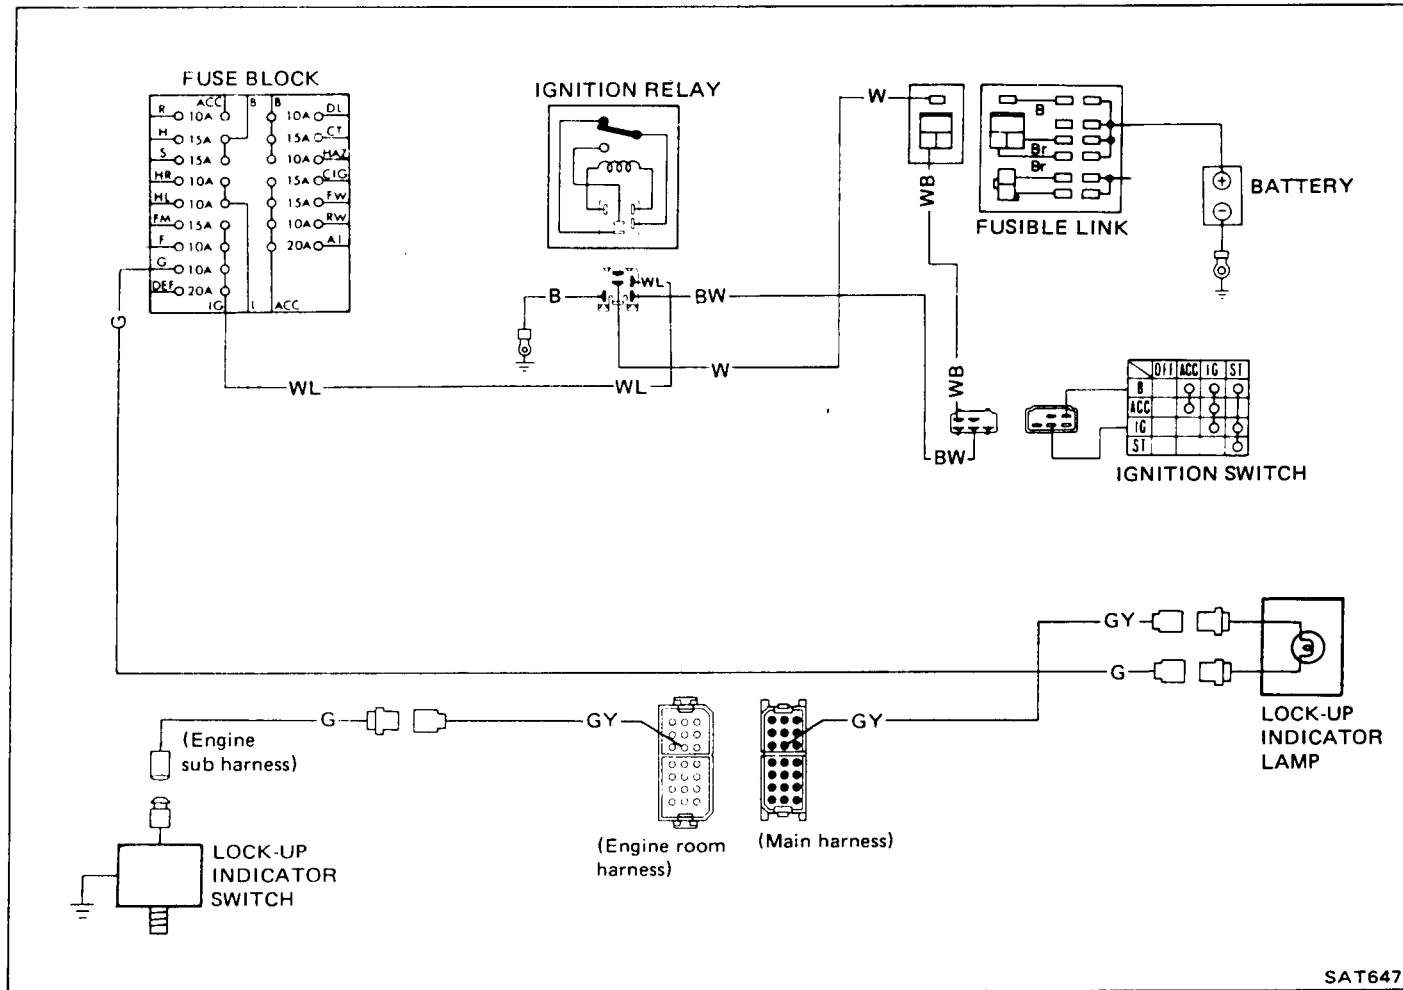 FUSE BLOCK
ACC B B
R 10A 10A DL
H 15A 15A CT
S 15A 10A HAZ
HR 10A 15A CIG
HL 10A 15A FW
FM 15A 10A RW
F 10A 20A A1
G 10A
DEF 20A
IG L ACC
IGNITION RELAY
W
B
Br
Br
FUSIBLE LINK
BATTERY
WB
WL
B
BW
W
G
WL
WL
WB
BW
OFF ACC IG ST
B
ACC
IG
ST
IGNITION SWITCH
GY
G
LOCK-UP
INDICATOR
LAMP
G
GY
GY
(Engine
sub harness)
(Engine room
harness)
(Main harness)
LOCK-UP
INDICATOR
SWITCH
SAT647